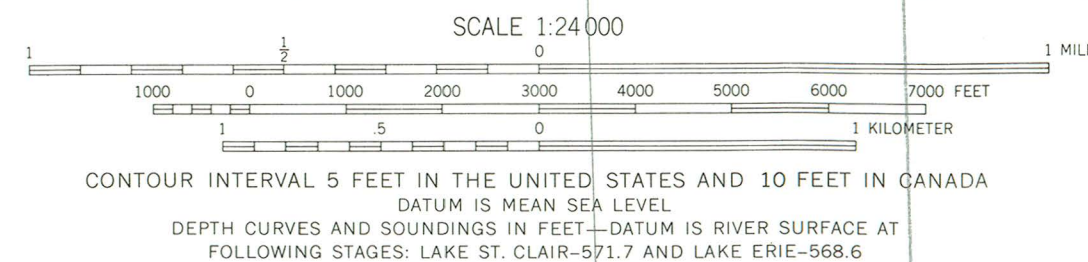 SCALE 1:24 000
1 1/2 0 1 MIL
1000 0 1000 2000 3000 4000 5000 6000 7000 FEET
1 .5 0 1 KILOMETER
CONTOUR INTERVAL 5 FEET IN THE UNITED STATES AND 10 FEET IN CANADA
DATUM IS MEAN SEA LEVEL
DEPTH CURVES AND SOUNDINGS IN FEET—DATUM IS RIVER SURFACE AT
FOLLOWING STAGES: LAKE ST. CLAIR–571.7 AND LAKE ERIE–568.6